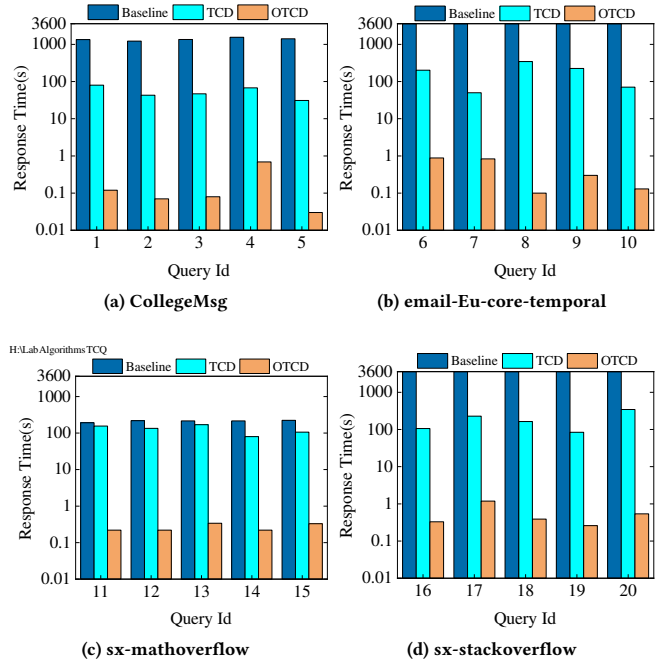 Baseline TCD OTCD
3600
1000
100
10
1
0.1
0.01
Response Time(s)
1 2 3 4 5
Query Id
(a) CollegeMsg
Baseline TCD OTCD
3600
1000
100
10
1
0.1
0.01
Response Time(s)
6 7 8 9 10
Query Id
(b) email-Eu-core-temporal
H:\LabAlgorithmsTCQ
Baseline TCD OTCD
3600
1000
100
10
1
0.1
0.01
Response Time(s)
11 12 13 14 15
Query Id
(c) sx-mathoverflow
Baseline TCD OTCD
3600
1000
100
10
1
0.1
0.01
Response Time(s)
16 17 18 19 20
Query Id
(d) sx-stackoverflow